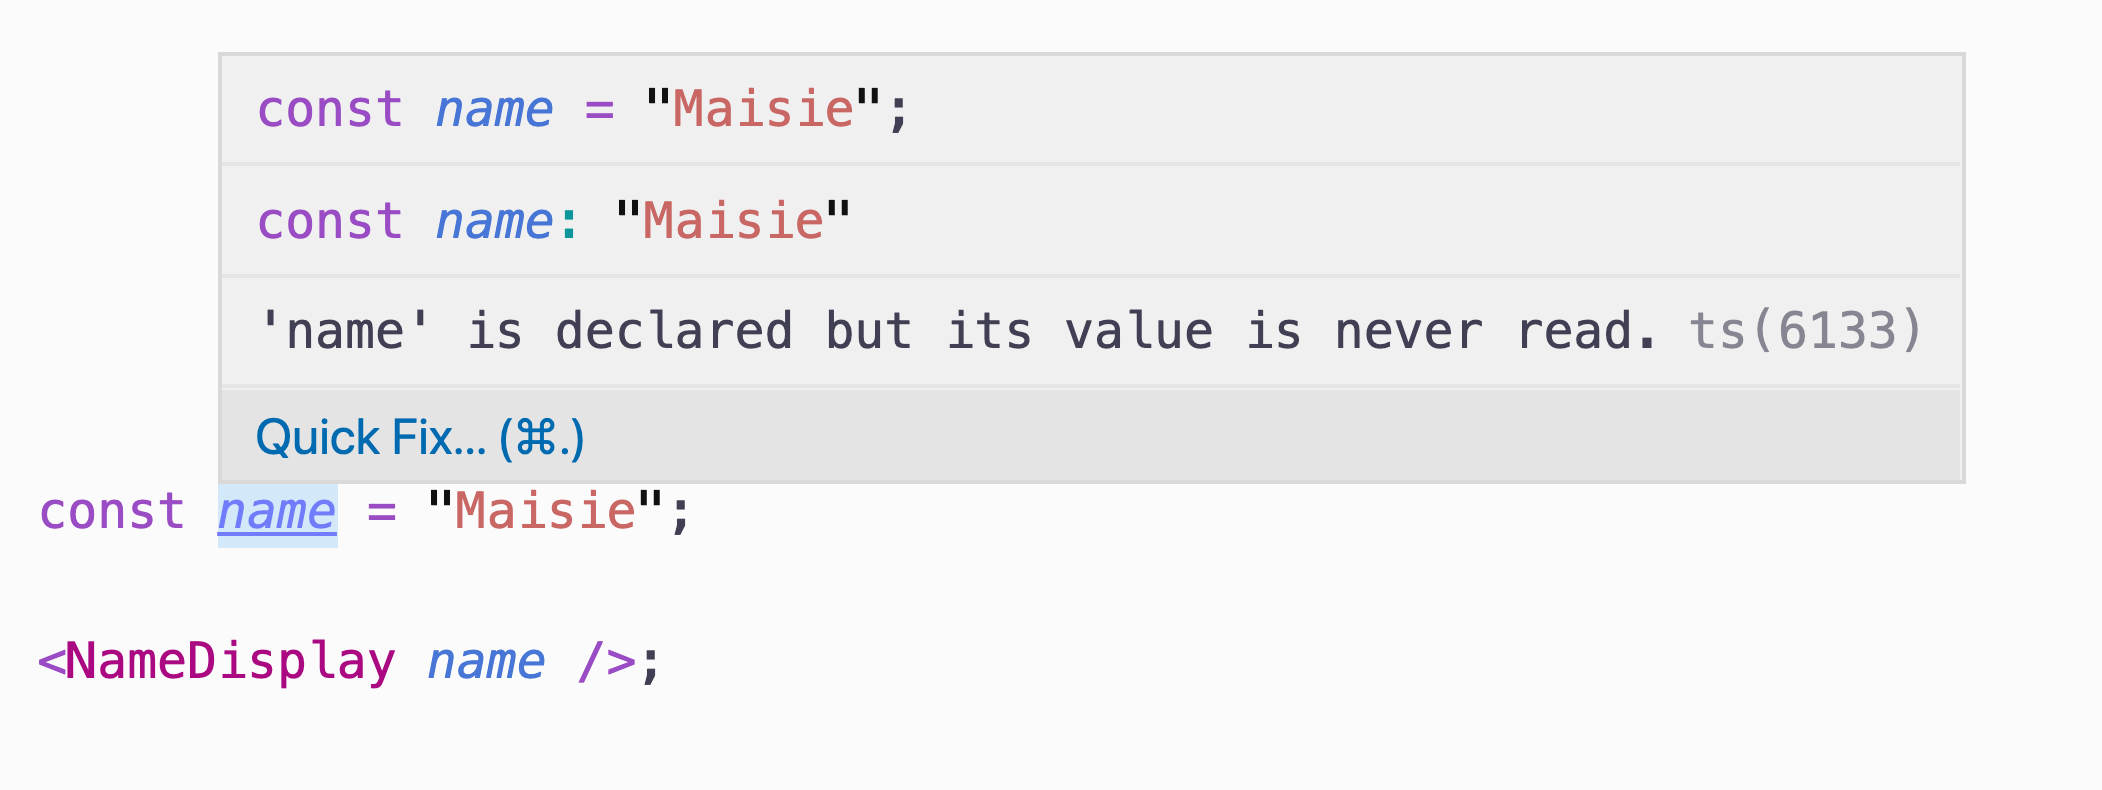 const name = "Maisie";
const name: "Maisie"
'name' is declared but its value is never read. ts(6133)
Quick Fix... (⌘.)
const name = "Maisie";
<NameDisplay name />;